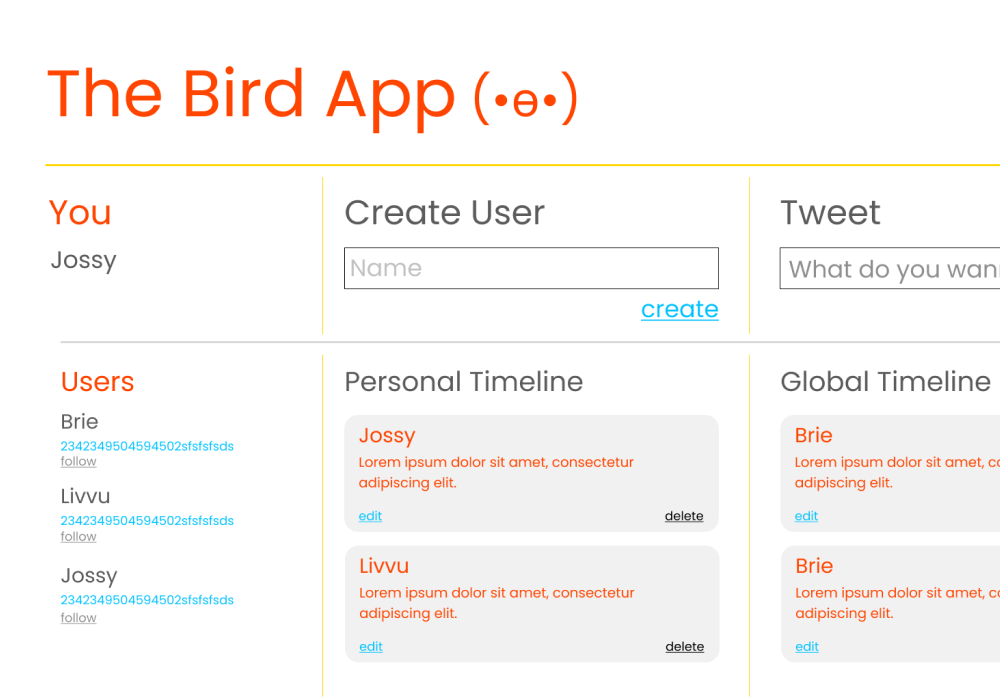 The Bird App (•ɵ•)
You
Jossy
Create User
Name
create
Tweet
What do you wan
Users
Brie
2342349504594502sfsfsfsds
follow
Livvu
2342349504594502sfsfsfsds
follow
Jossy
2342349504594502sfsfsfsds
follow
Personal Timeline
Jossy
Lorem ipsum dolor sit amet, consectetur
adipiscing elit.
edit delete
Livvu
Lorem ipsum dolor sit amet, consectetur
adipiscing elit.
edit delete
Global Timeline
Brie
Lorem ipsum dolor sit amet, c
adipiscing elit.
edit
Brie
Lorem ipsum dolor sit amet, c
adipiscing elit.
edit